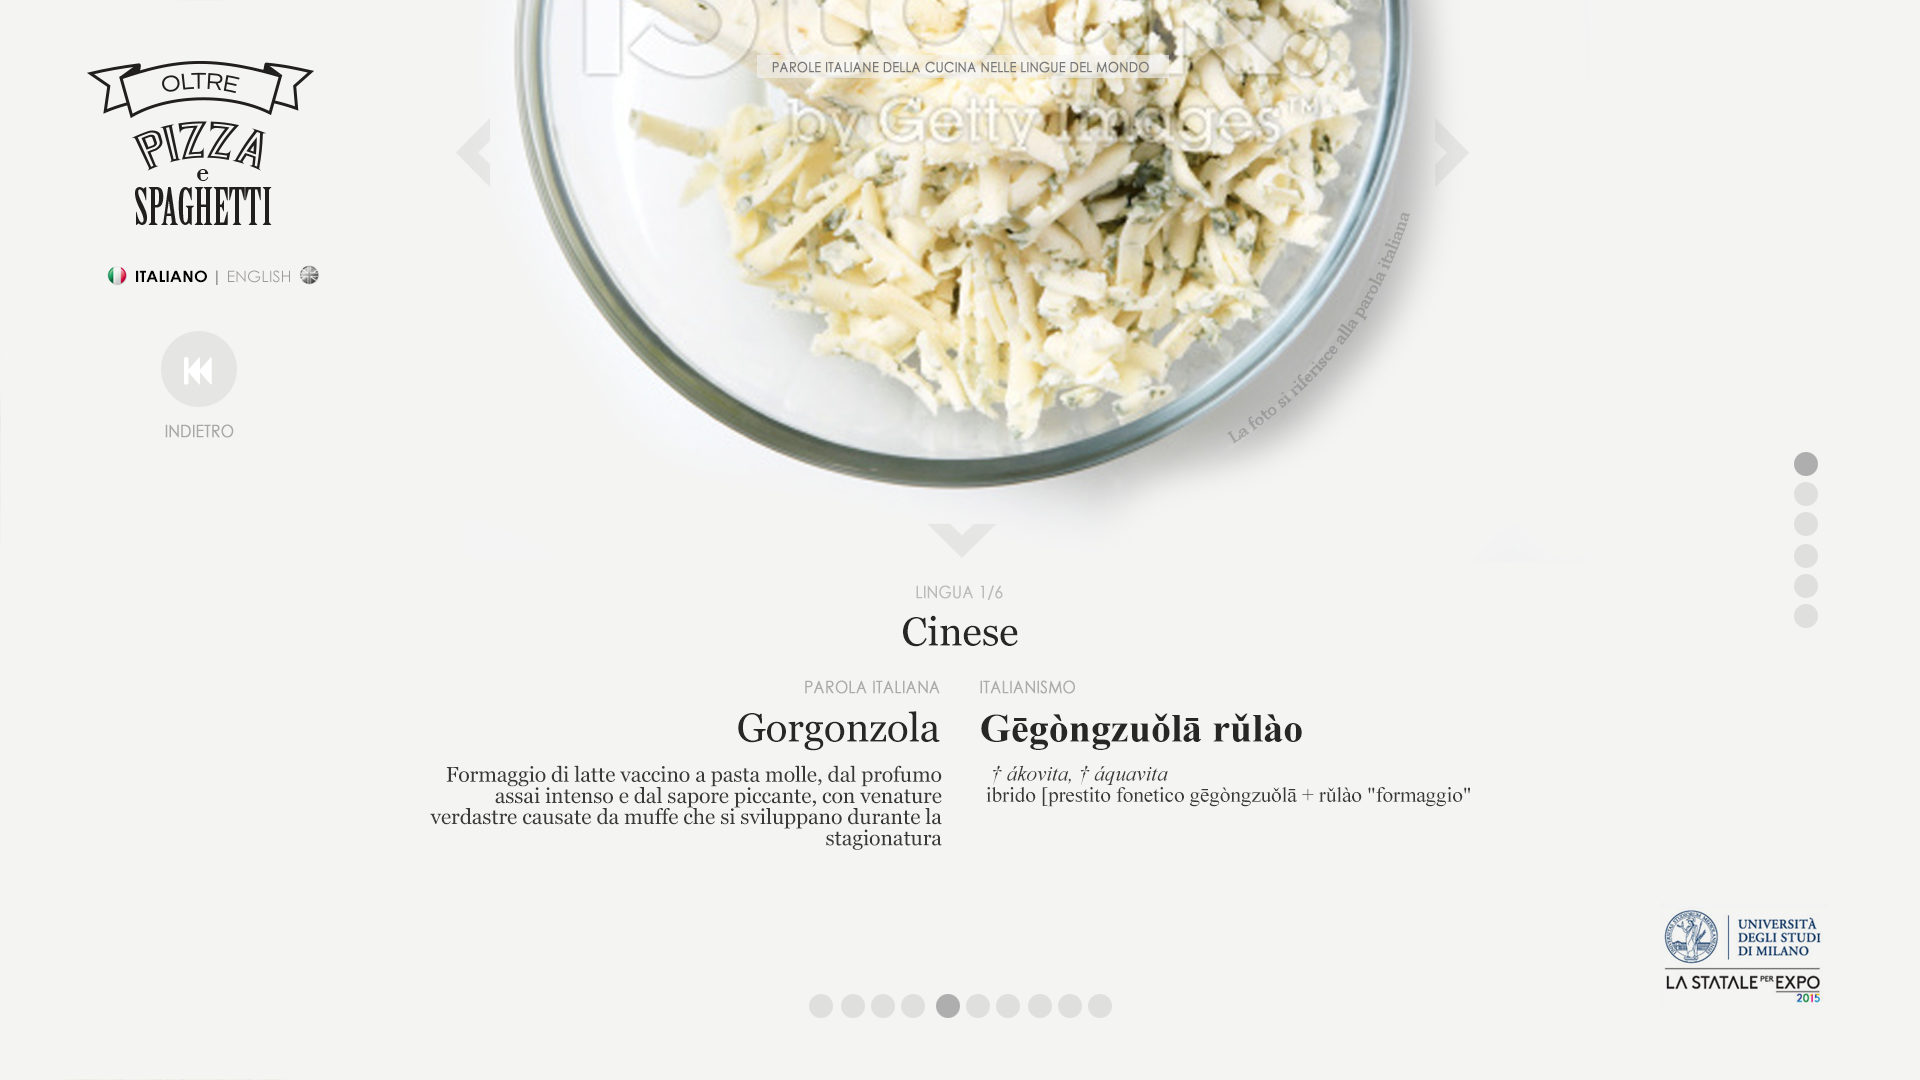 iStock
by Getty Images™
PAROLE ITALIANE DELLA CUCINA NELLE LINGUE DEL MONDO
OLTRE
PIZZA
e
SPAGHETTI
ITALIANO | ENGLISH
INDIETRO
La foto si riferisce alla parola italiana
LINGUA 1/6
Cinese
PAROLA ITALIANA
Gorgonzola
Formaggio di latte vaccino a pasta molle, dal profumo
assai intenso e dal sapore piccante, con venature
verdastre causate da muffe che si sviluppano durante la
stagionatura
ITALIANISMO
Gēgòngzuǒlā rǔlào
† ákovita, † áquavita
ibrido [prestito fonetico gēgòngzuǒlā + rǔlào "formaggio"
UNIVERSITÀ
DEGLI STUDI
DI MILANO
LA STATALE PER EXPO
2015